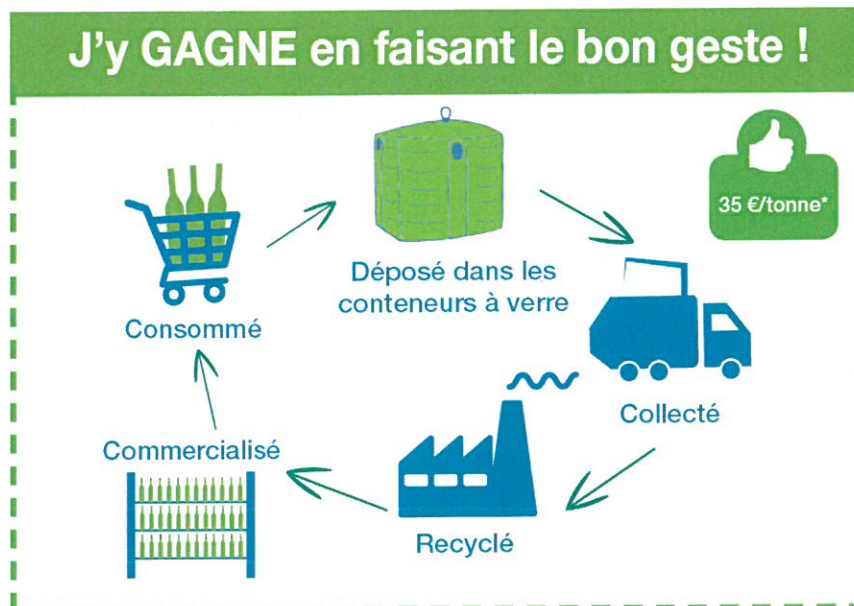 J'y GAGNE en faisant le bon geste !
35 €/tonne*
Déposé dans les
conteneurs à verre
Consommé
Collecté
Commercialisé
Recyclé